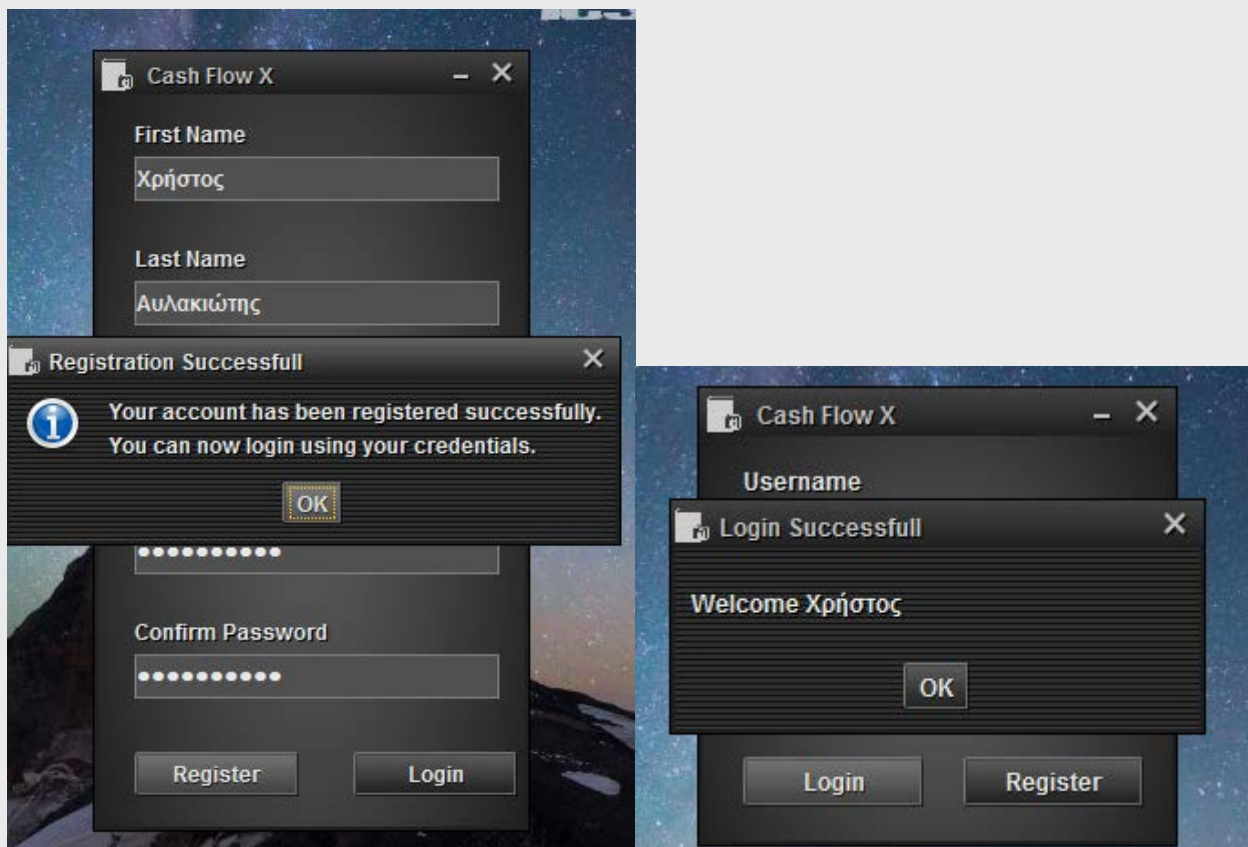 Cash Flow X
First Name
Χρήστος
Last Name
Αυλακιώτης
Registration Successfull
Your account has been registered successfully.
You can now login using your credentials.
OK
••••••••••
Confirm Password
••••••••••
Register Login
Cash Flow X
Username
Login Successfull
Welcome Χρήστος
OK
Login Register